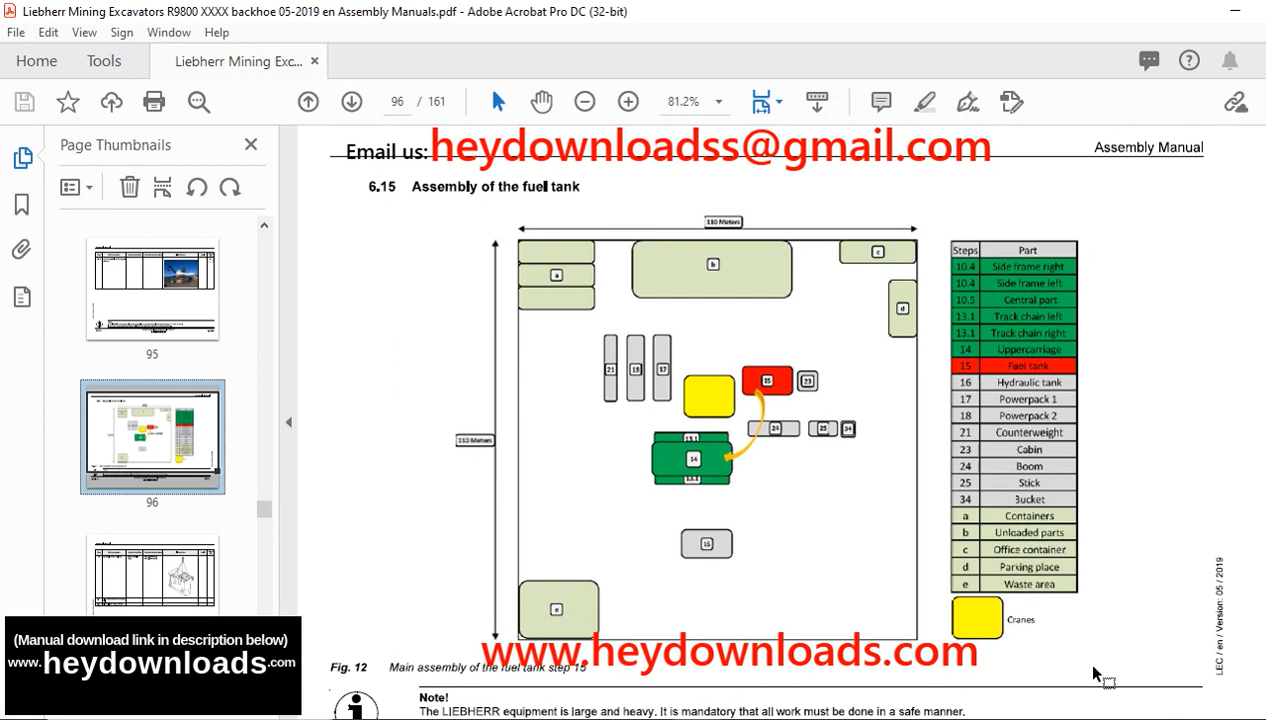 Liebherr Mining Excavators R9800 XXXX backhoe 05-2019 en Assembly Manuals.pdf - Adobe Acrobat Pro DC (32-bit)
File Edit View Sign Window Help
Home Tools Liebherr Mining Exc... ×
96 / 161 81.2%
Page Thumbnails
95
96
Email us: heydownloadss@gmail.com
Assembly Manual
6.15 Assembly of the fuel tank
110 Meters
110 Meters
a
b
c
d
21
18
17
15
23
24
25
34
13.1
14
13.1
16
e
Steps Part
10.4 Side frame right
10.4 Side frame left
10.5 Central part
13.1 Track chain left
13.1 Track chain right
14 Uppercarriage
15 Fuel tank
16 Hydraulic tank
17 Powerpack 1
18 Powerpack 2
21 Counterweight
23 Cabin
24 Boom
25 Stick
34 Bucket
a Containers
b Unloaded parts
c Office container
d Parking place
e Waste area
Cranes
LEC / en / Version: 05 / 2019
www.heydownloads.com
Fig. 12 Main assembly of the fuel tank step 15
Note!
The LIEBHERR equipment is large and heavy. It is mandatory that all work must be done in a safe manner.
(Manual download link in description below)
www.heydownloads.com